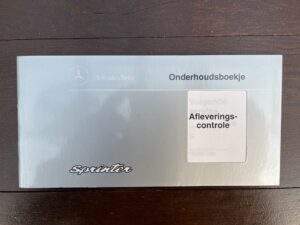 Mercedes-Benz
Onderhoudsboekje
Afleverings-
controle
sprinter